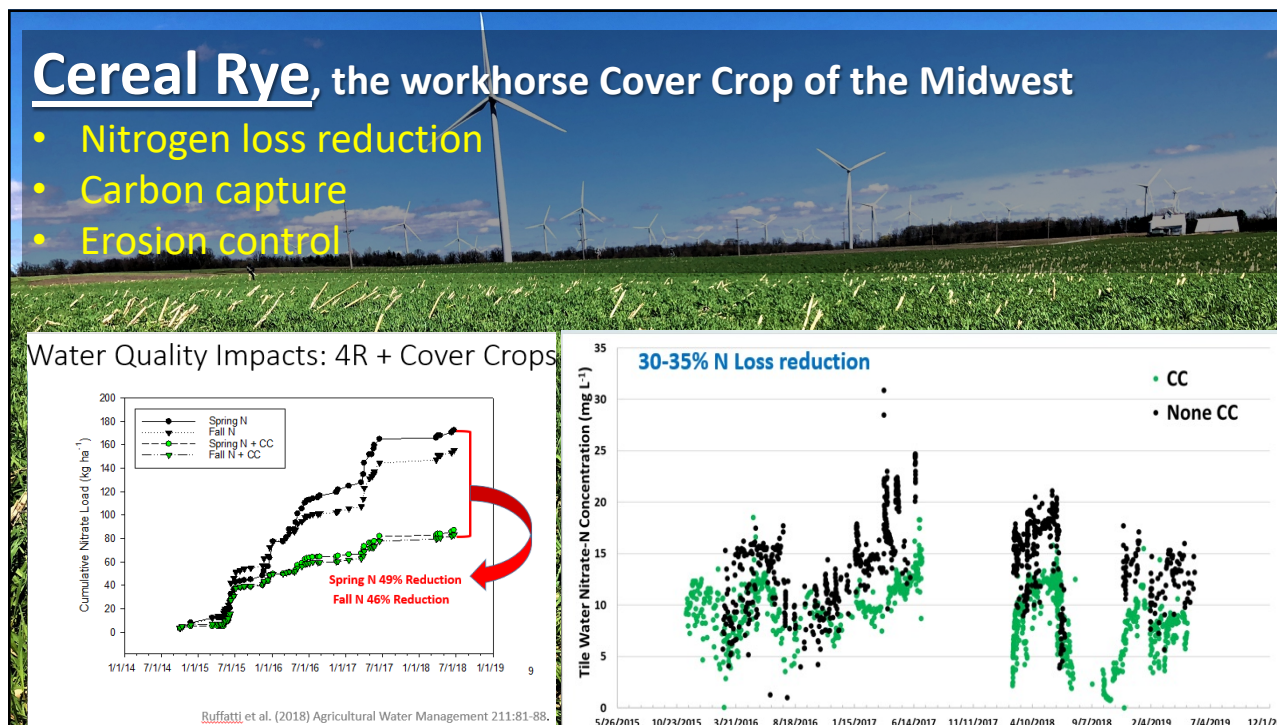 Cereal Rye, the workhorse Cover Crop of the Midwest
• Nitrogen loss reduction
• Carbon capture
• Erosion control
Water Quality Impacts: 4R + Cover Crops
Cumulative Nitrate Load (kg ha⁻¹)
200
180
160
140
120
100
80
60
40
20
0
Spring N
Fall N
Spring N + CC
Fall N + CC
Spring N 49% Reduction
Fall N 46% Reduction
1/1/14 7/1/14 1/1/15 7/1/15 1/1/16 7/1/16 1/1/17 7/1/17 1/1/18 7/1/18 1/1/19
9
Ruffatti et al. (2018) Agricultural Water Management 211:81-88.
30-35% N Loss reduction
Tile Water Nitrate-N Concentration (mg L⁻¹)
35
30
25
20
15
10
5
0
• CC
• None CC
5/26/2015 10/23/2015 3/21/2016 8/18/2016 1/15/2017 6/14/2017 11/11/2017 4/10/2018 9/7/2018 2/4/2019 7/4/2019